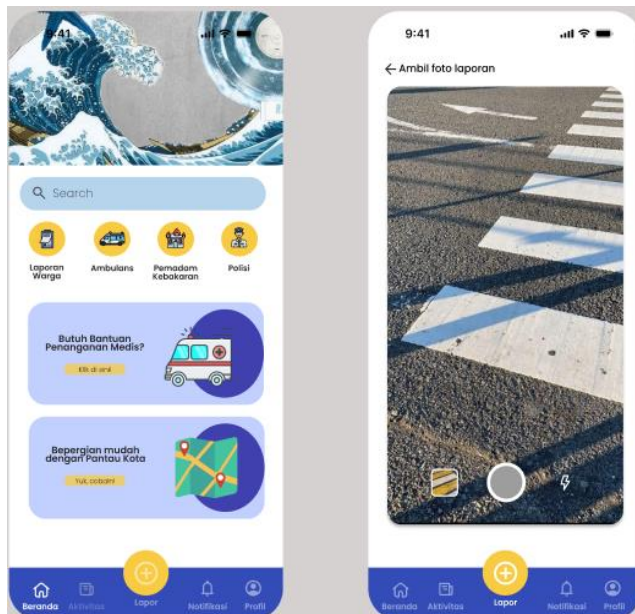 9:41
Search
Laporan
Warga
Ambulans
Pemadam
Kebakaran
Polisi
Butuh Bantuan
Penanganan Medis?
Klik di sini!
Bepergian mudah
dengan Pantau Kota
Yuk, cobain!
Beranda
Aktivitas
Lapor
Notifikasi
Profil
9:41
Ambil foto laporan
Beranda
Aktivitas
Lapor
Notifikasi
Profil